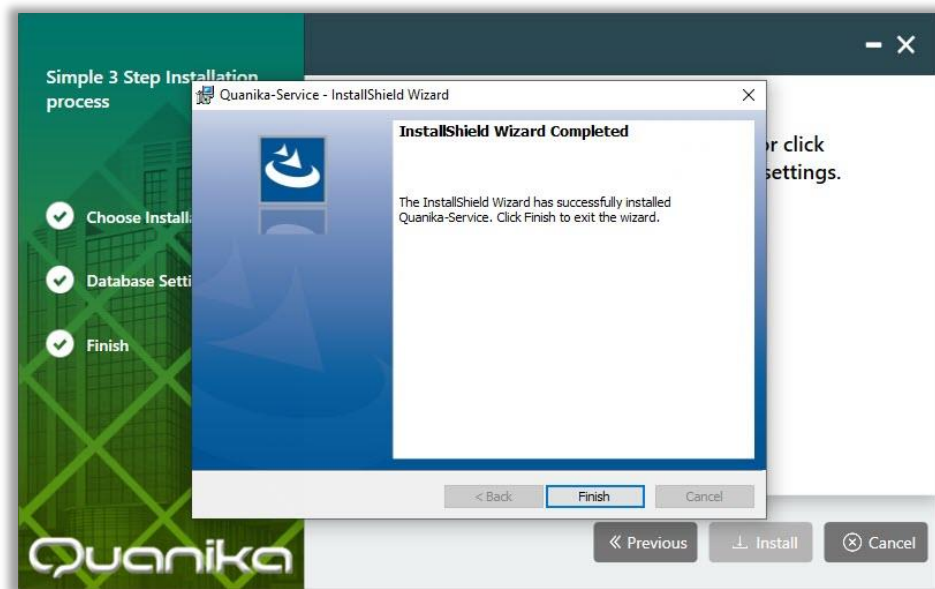 Simple 3 Step Installation
process
Quanika-Service - InstallShield Wizard
InstallShield Wizard Completed
The InstallShield Wizard has successfully installed
Quanika-Service. Click Finish to exit the wizard.
click
settings.
Choose
Database
Finish
< Back
Finish
Cancel
Previous
Install
Cancel
Quanika